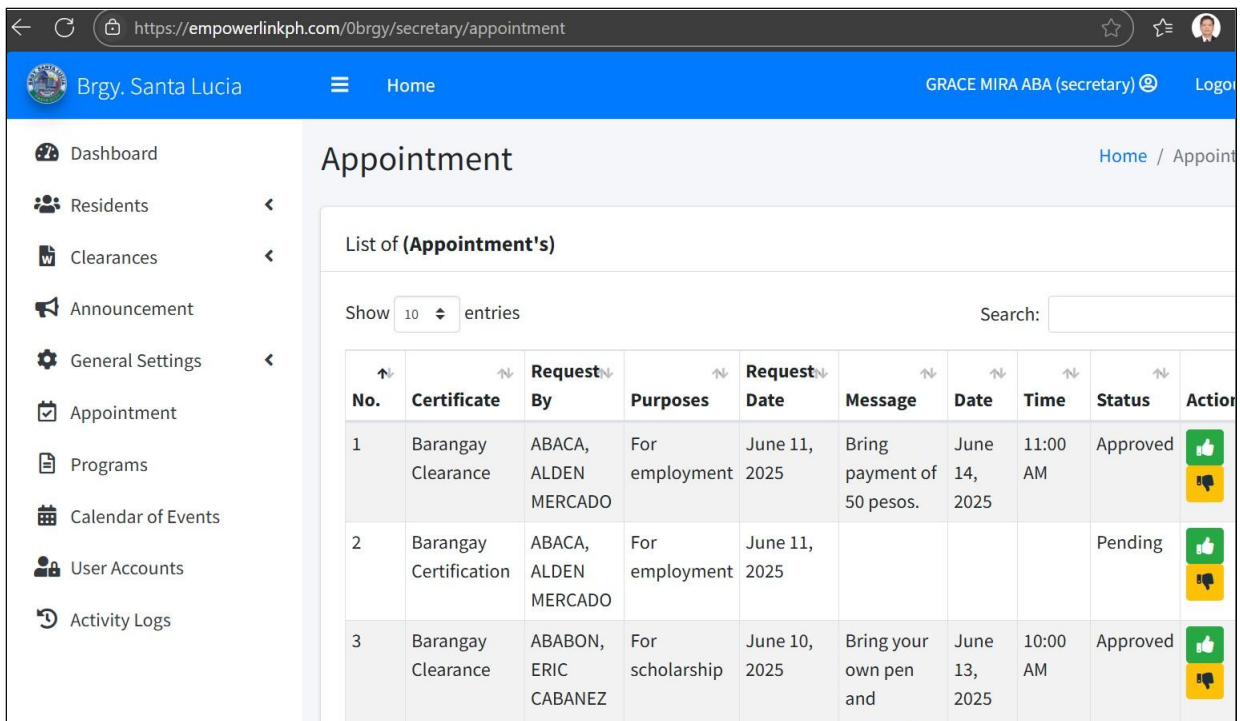 https://empowerlinkph.com/0brgy/secretary/appointment
Brgy. Santa Lucia
Home
GRACE MIRA ABA (secretary)
Logou
Dashboard
Residents
Clearances
Announcement
General Settings
Appointment
Programs
Calendar of Events
User Accounts
Activity Logs
Appointment
Home / Appoint
List of (Appointment's)
Show 10 entries
Search:
No. Certificate Request By Purposes Request Date Message Date Time Status Action
1 Barangay Clearance ABACA, ALDEN MERCADO For employment June 11, 2025 Bring payment of 50 pesos. June 14, 2025 11:00 AM Approved
2 Barangay Certification ABACA, ALDEN MERCADO For employment June 11, 2025 Pending
3 Barangay Clearance ABABON, ERIC CABANEZ For scholarship June 10, 2025 Bring your own pen and June 13, 2025 10:00 AM Approved